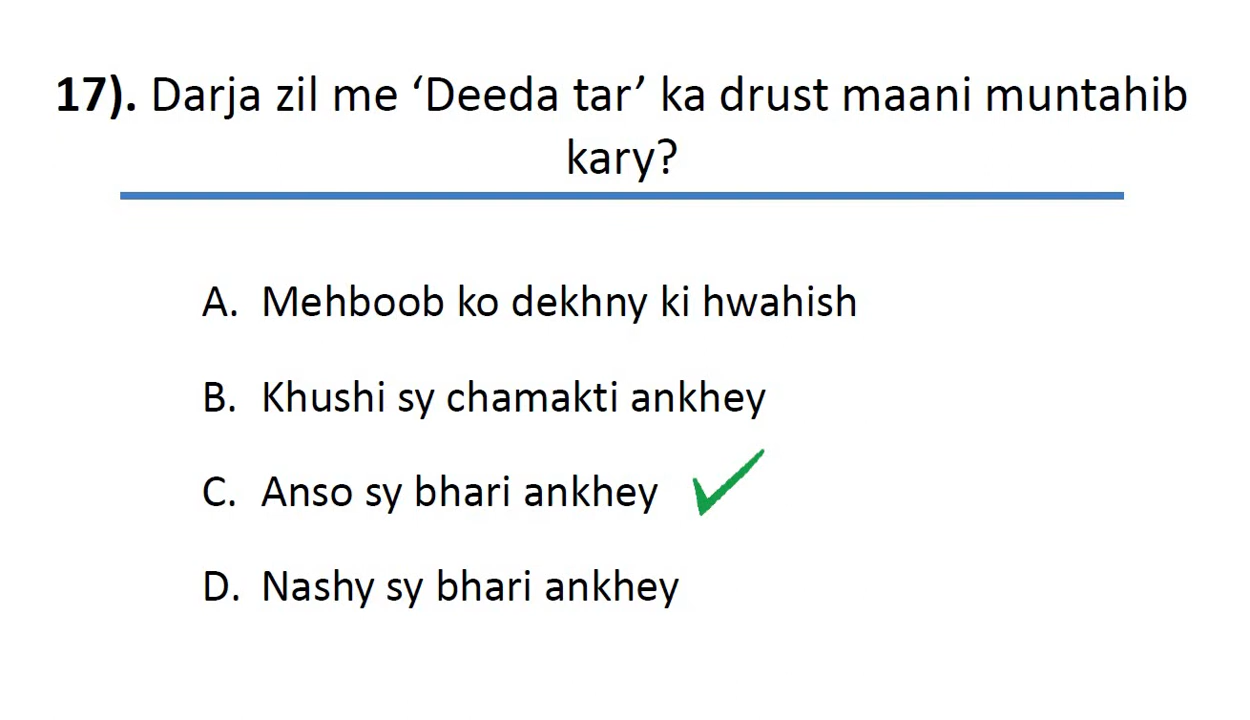 17). Darja zil me ‘Deeda tar’ ka drust maani muntahib
kary?
A. Mehboob ko dekhny ki hwahish
B. Khushi sy chamakti ankhey
C. Anso sy bhari ankhey
D. Nashy sy bhari ankhey